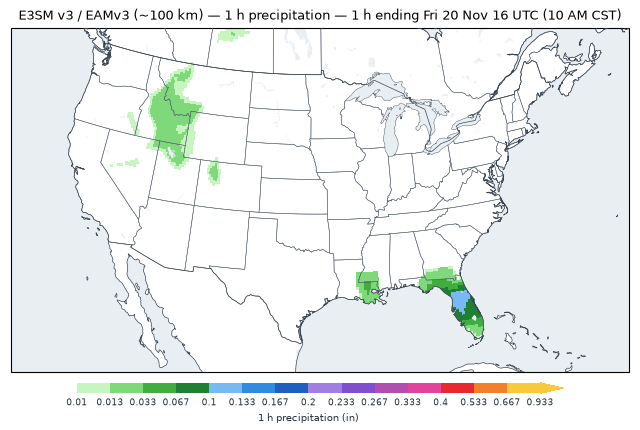 E3SM v3 / EAMv3 (~100 km) — 1 h precipitation — 1 h ending Fri 20 Nov 16 UTC (10 AM CST)
0.01 0.013 0.033 0.067 0.1 0.133 0.167 0.2 0.233 0.267 0.333 0.4 0.533 0.667 0.933
1 h precipitation (in)